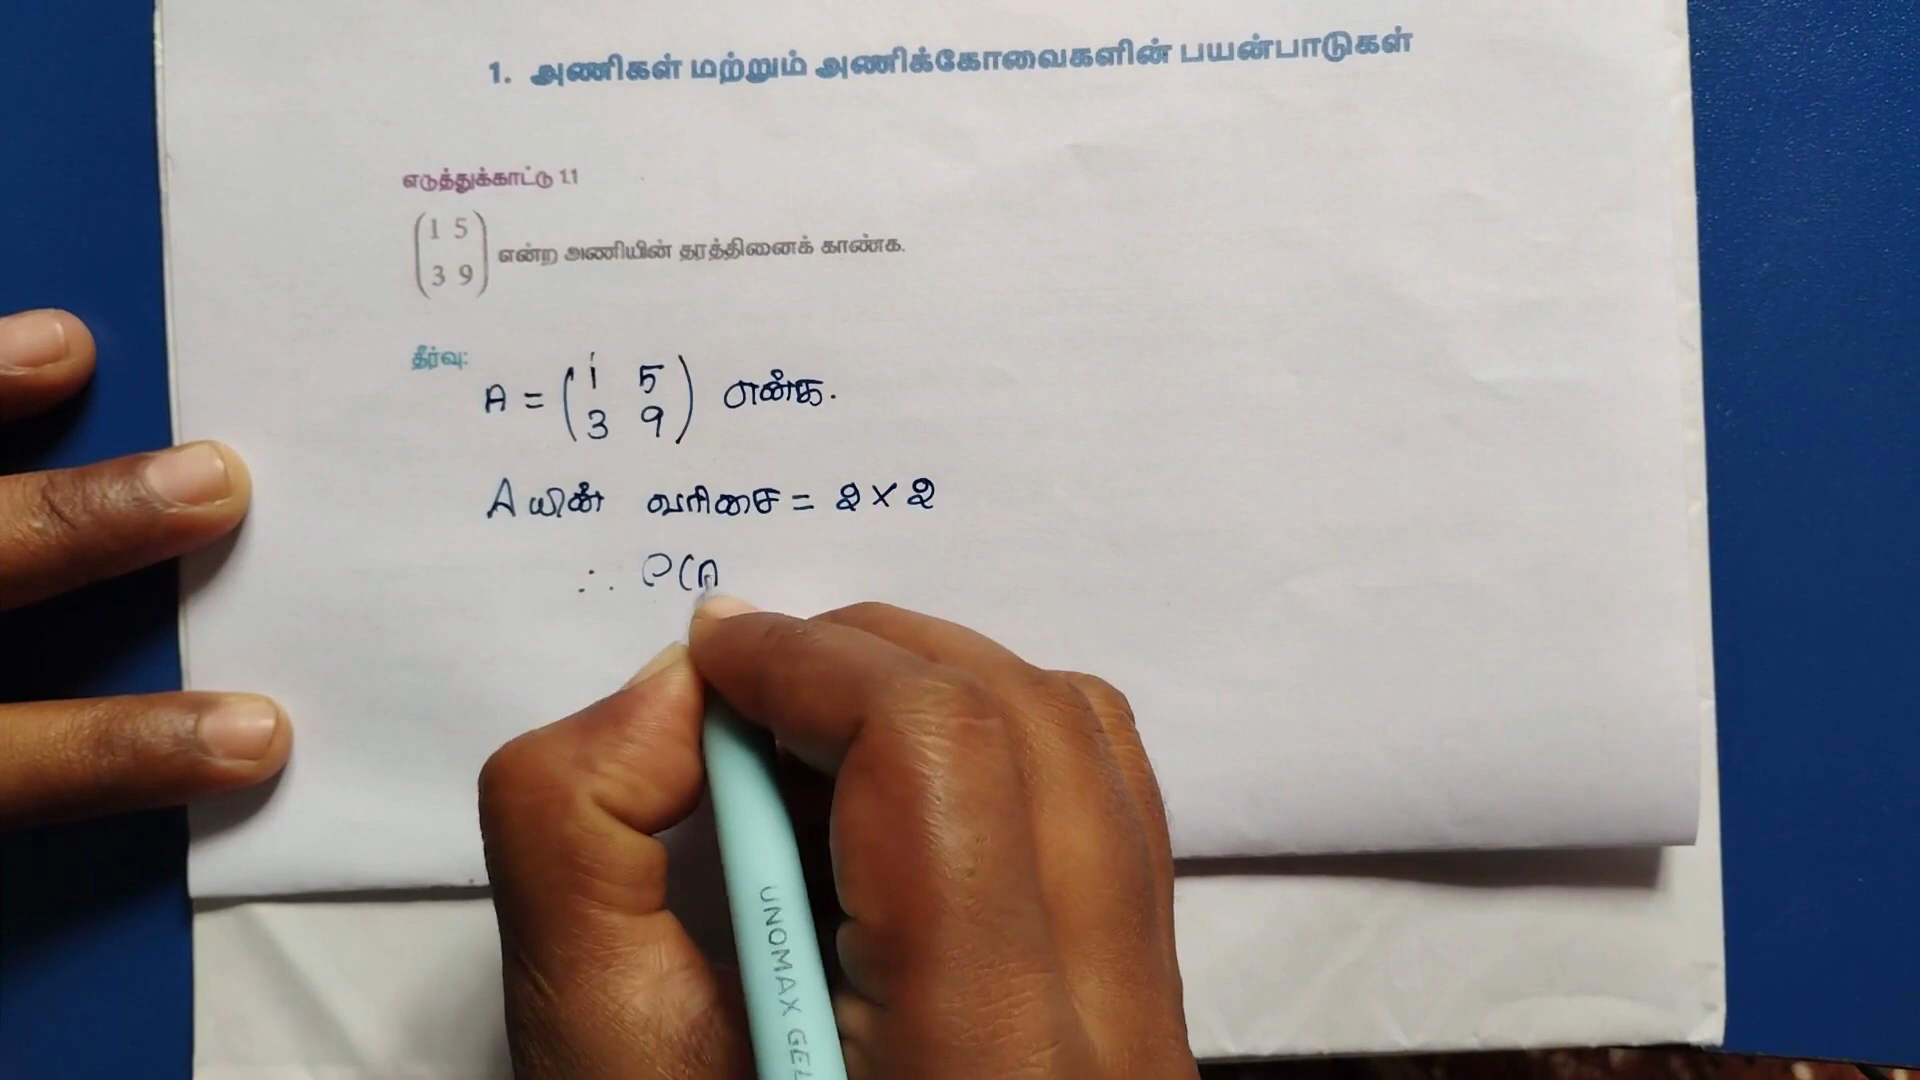 1. அணிகள் மற்றும் அணிக்கோவைகளின் பயன்பாடுகள்
எடுத்துக்காட்டு 1.1
(1 5
3 9) என்ற அணியின் தரத்தினைக் காண்க.
தீர்வு:
A = (1 5
3 9) என்க.
A யின் வரிசை = 2 × 2
∴ ρ(A
UNOMAX GEL